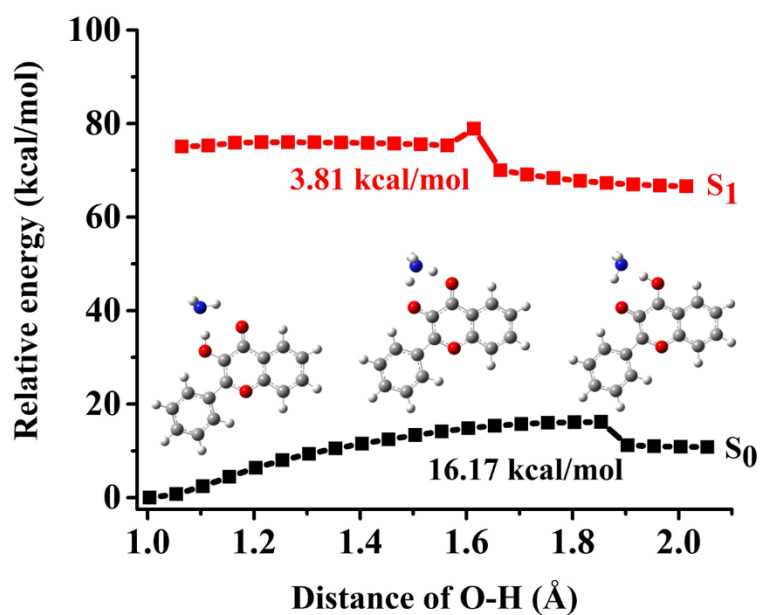 Relative energy (kcal/mol)
100
80
60
40
20
0
3.81 kcal/mol
S1
16.17 kcal/mol
S0
1.0
1.2
1.4
1.6
1.8
2.0
Distance of O-H (Å)